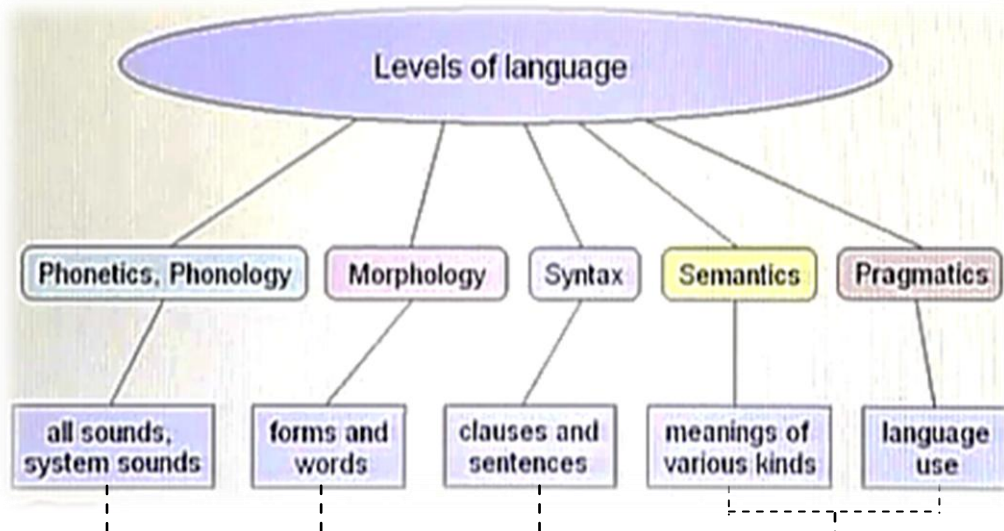 Levels of language
Phonetics, Phonology
Morphology
Syntax
Semantics
Pragmatics
all sounds,
system sounds
forms and
words
clauses and
sentences
meanings of
various kinds
language
use